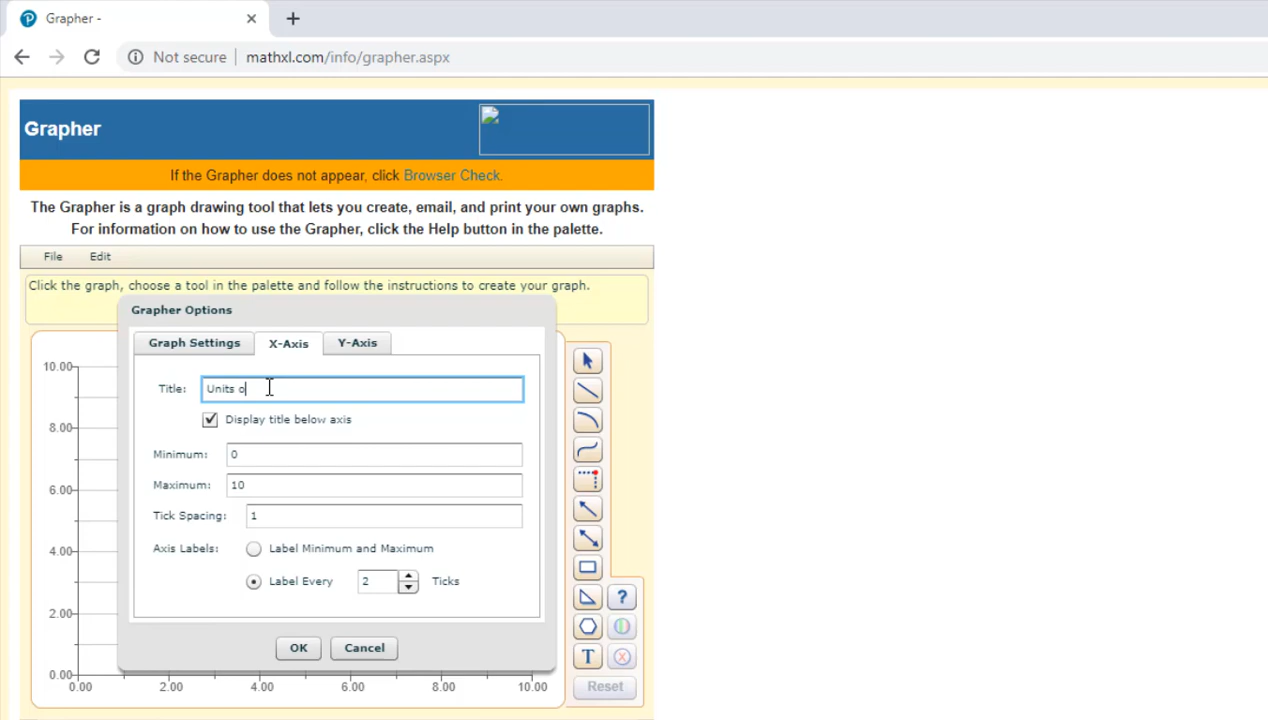 Grapher -
Not secure
mathxl.com/info/grapher.aspx
Grapher
If the Grapher does not appear, click Browser Check.
The Grapher is a graph drawing tool that lets you create, email, and print your own graphs.
For information on how to use the Grapher, click the Help button in the palette.
File Edit
Click the graph, choose a tool in the palette and follow the instructions to create your graph.
Grapher Options
Graph Settings X-Axis Y-Axis
10.00
Title: Units o
8.00
Display title below axis
Minimum: 0
6.00
Maximum: 10
Tick Spacing: 1
4.00
Axis Labels: Label Minimum and Maximum
Label Every 2 Ticks
?
2.00
OK Cancel
T
0.00
0.00 2.00 4.00 6.00 8.00 10.00
Reset